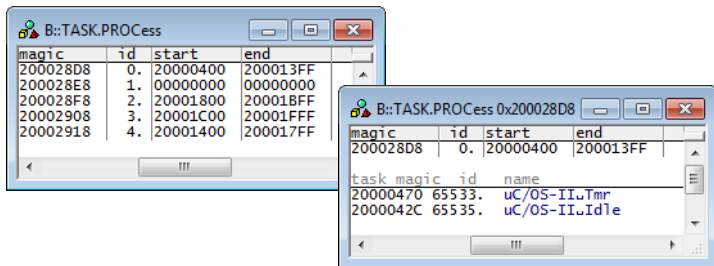 B::TASK.PROCess
magic id start end
200028D8 0. 20000400 200013FF
200028E8 1. 00000000 00000000
200028F8 2. 20001800 20001BFF
20002908 3. 20001C00 20001FFF
20002918 4. 20001400 200017FF
B::TASK.PROCess 0x200028D8
magic id start end
200028D8 0. 20000400 200013FF
task magic id name
20000470 65533. uC/OS-II␣Tmr
2000042C 65535. uC/OS-II␣Idle